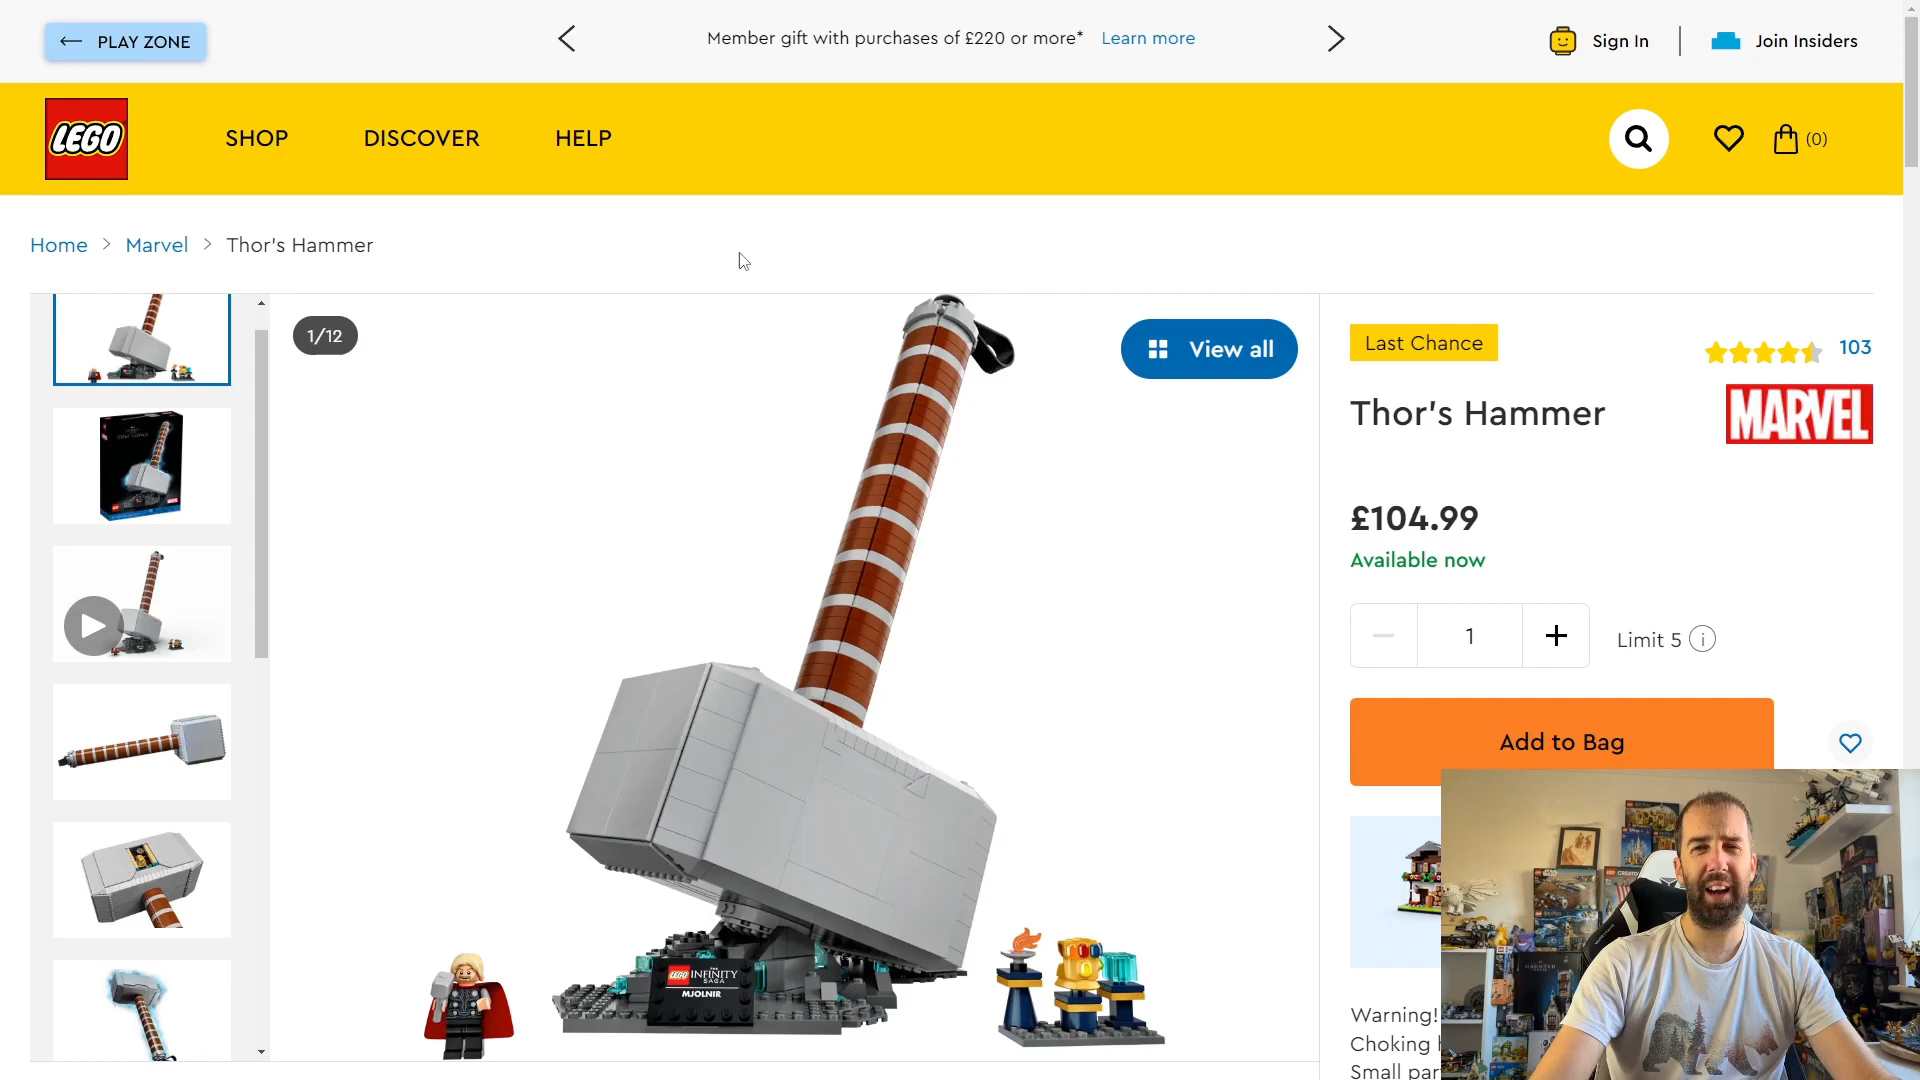 PLAY ZONE
Member gift with purchases of £220 or more* Learn more
Sign In
Join Insiders
LEGO
SHOP
DISCOVER
HELP
(0)
Home > Marvel > Thor's Hammer
1/12
View all
Last Chance
103
Thor's Hammer
MARVEL
£104.99
Available now
1
Limit 5
Add to Bag
LEGO THE INFINITY SAGA
MJOLNIR
Warning!
Choking
Small par